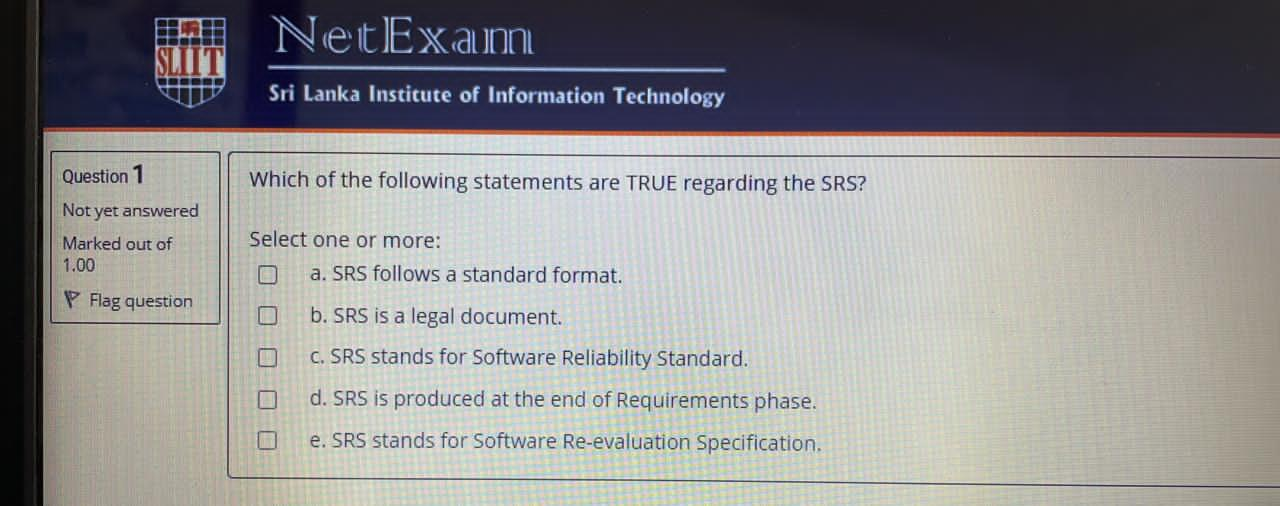 SLIIT
NetExam
Sri Lanka Institute of Information Technology
Question 1
Not yet answered
Marked out of
1.00
Flag question
Which of the following statements are TRUE regarding the SRS?
Select one or more:
a. SRS follows a standard format.
b. SRS is a legal document.
c. SRS stands for Software Reliability Standard.
d. SRS is produced at the end of Requirements phase.
e. SRS stands for Software Re-evaluation Specification.